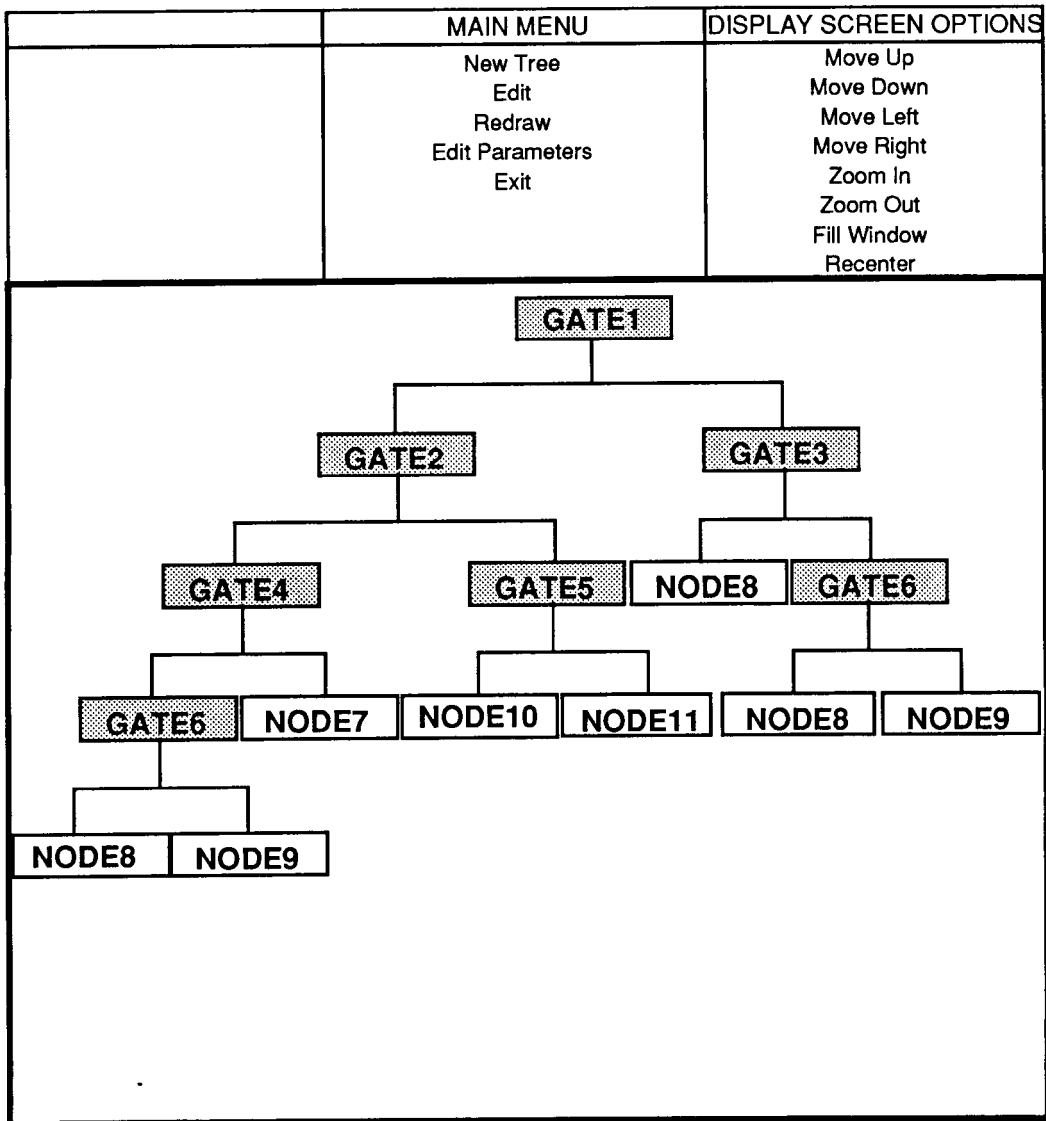 MAIN MENU
New Tree
Edit
Redraw
Edit Parameters
Exit
DISPLAY SCREEN OPTIONS
Move Up
Move Down
Move Left
Move Right
Zoom In
Zoom Out
Fill Window
Recenter
GATE1
GATE2
GATE3
GATE4
GATE5
NODE8
GATE6
GATE6
NODE7
NODE10
NODE11
NODE8
NODE9
NODE8
NODE9